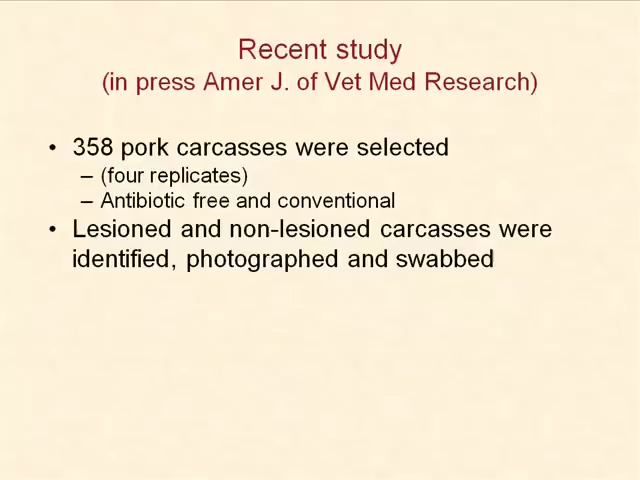 Recent study
(in press Amer J. of Vet Med Research)
• 358 pork carcasses were selected
– (four replicates)
– Antibiotic free and conventional
• Lesioned and non-lesioned carcasses were
identified, photographed and swabbed